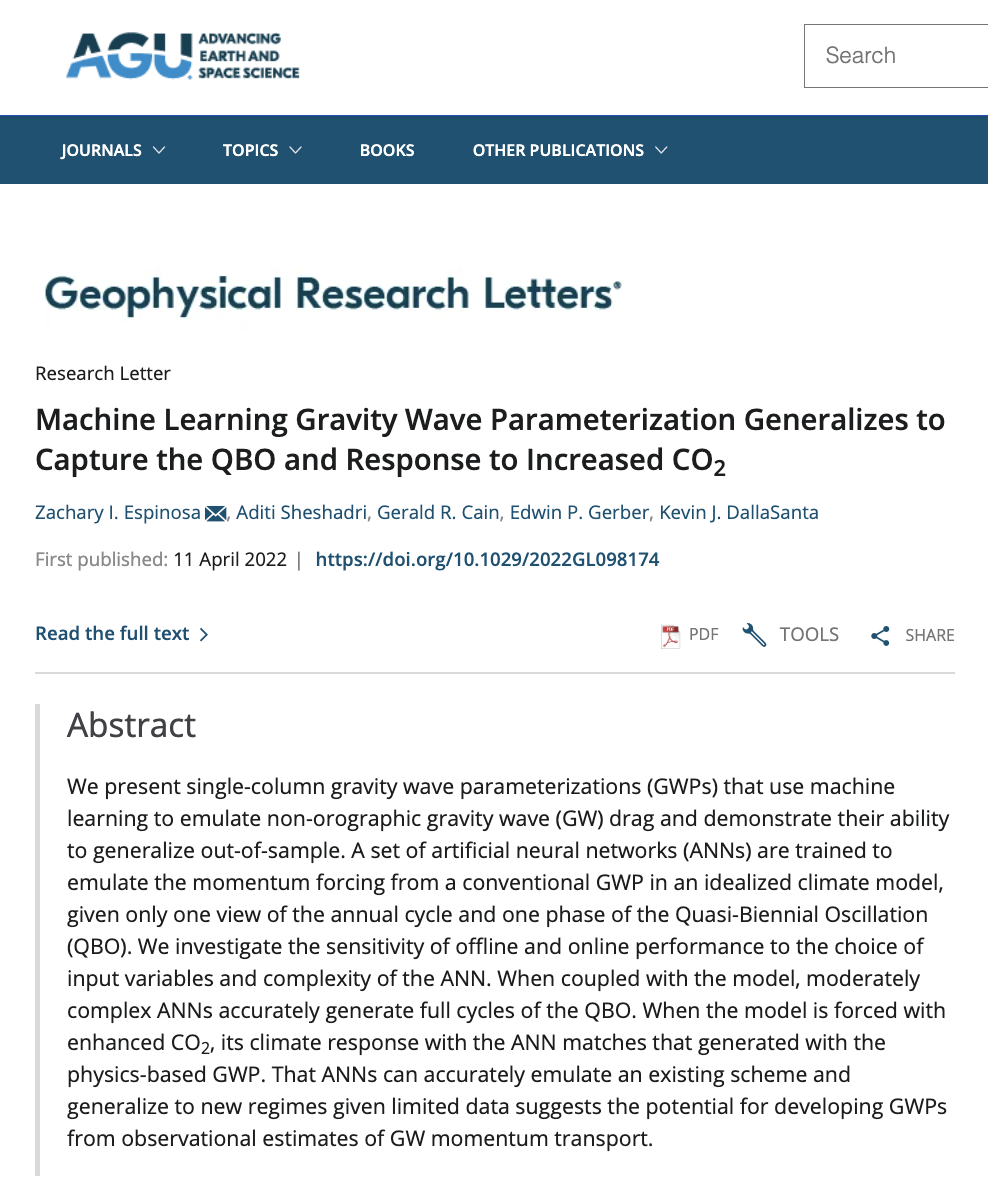 AGU ADVANCING
EARTH AND
SPACE SCIENCE
Search
JOURNALS
TOPICS
BOOKS
OTHER PUBLICATIONS
Geophysical Research Letters®
Research Letter
Machine Learning Gravity Wave Parameterization Generalizes to
Capture the QBO and Response to Increased CO₂
Zachary I. Espinosa, Aditi Sheshadri, Gerald R. Cain, Edwin P. Gerber, Kevin J. DallaSanta
First published: 11 April 2022 | https://doi.org/10.1029/2022GL098174
Read the full text
PDF
TOOLS
SHARE
Abstract
We present single-column gravity wave parameterizations (GWPs) that use machine
learning to emulate non-orographic gravity wave (GW) drag and demonstrate their ability
to generalize out-of-sample. A set of artificial neural networks (ANNs) are trained to
emulate the momentum forcing from a conventional GWP in an idealized climate model,
given only one view of the annual cycle and one phase of the Quasi-Biennial Oscillation
(QBO). We investigate the sensitivity of offline and online performance to the choice of
input variables and complexity of the ANN. When coupled with the model, moderately
complex ANNs accurately generate full cycles of the QBO. When the model is forced with
enhanced CO₂, its climate response with the ANN matches that generated with the
physics-based GWP. That ANNs can accurately emulate an existing scheme and
generalize to new regimes given limited data suggests the potential for developing GWPs
from observational estimates of GW momentum transport.